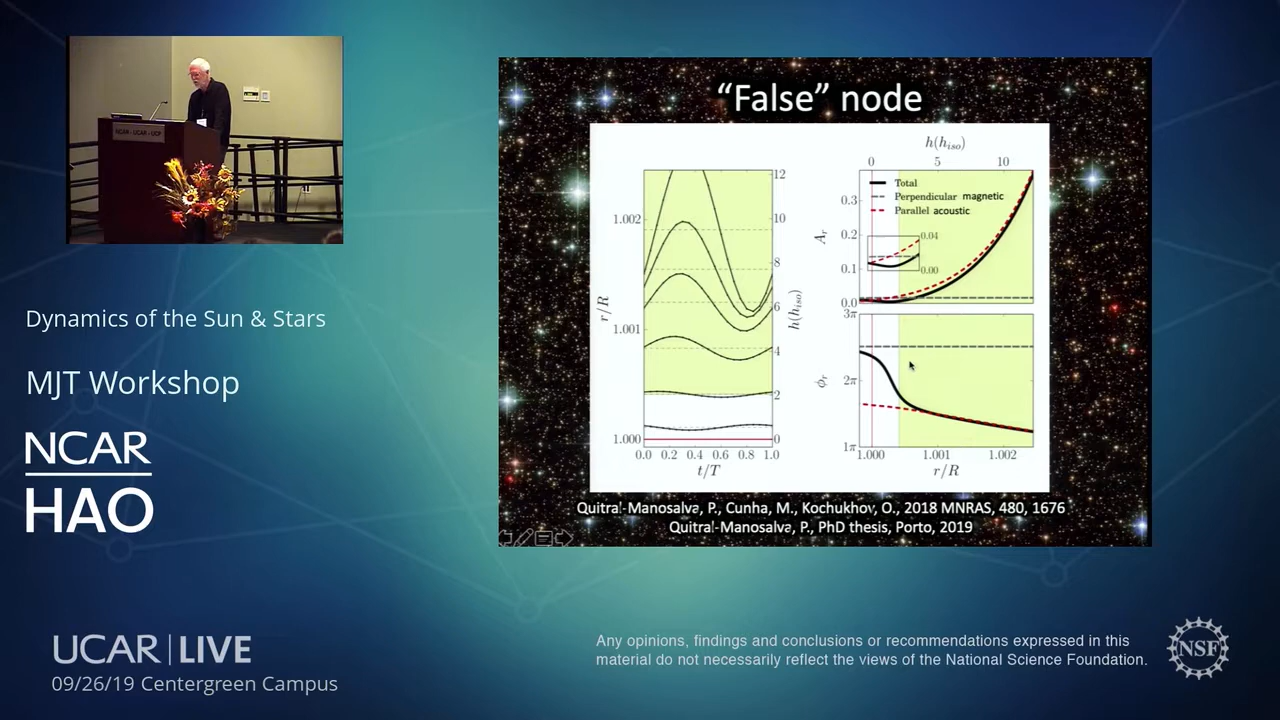 NCAR - UCAR - UCP
Dynamics of the Sun & Stars
MJT Workshop
NCAR
HAO
UCAR | LIVE
09/26/19 Centergreen Campus
“False” node
12
10
8
6
4
2
0
1.002
1.001
1.000
r/R
h(h_iso)
0.0 0.2 0.4 0.6 0.8 1.0
t/T
h(h_iso)
0 5 10
Total
Perpendicular magnetic
Parallel acoustic
0.3
0.2
0.1
0.0
A_r
0.04
0.00
3π
2π
1π
ϕ_r
1.000 1.001 1.002
r/R
Quitral-Manosalva, P., Cunha, M., Kochukhov, O., 2018 MNRAS, 480, 1676
Quitral-Manosalva, P., PhD thesis, Porto, 2019
Any opinions, findings and conclusions or recommendations expressed in this
material do not necessarily reflect the views of the National Science Foundation.
NSF